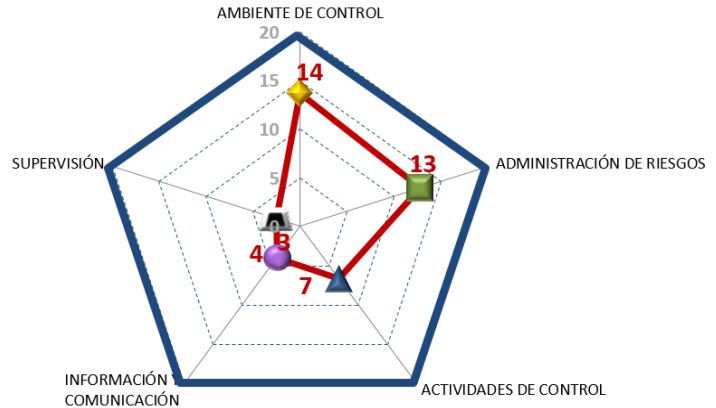 AMBIENTE DE CONTROL
20
14
15
10
13
SUPERVISIÓN
ADMINISTRACIÓN DE RIESGOS
5
0
3
4
7
INFORMACIÓN Y
COMUNICACIÓN
ACTIVIDADES DE CONTROL